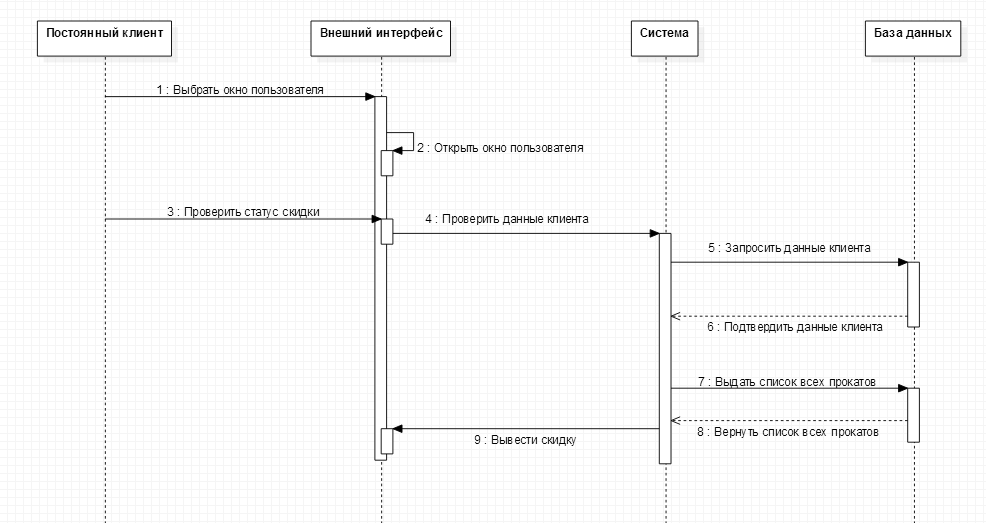 Постоянный клиент
Внешний интерфейс
Система
База данных
1 : Выбрать окно пользователя
2 : Открыть окно пользователя
3 : Проверить статус скидки
4 : Проверить данные клиента
5 : Запросить данные клиента
6 : Подтвердить данные клиента
7 : Выдать список всех прокатов
8 : Вернуть список всех прокатов
9 : Вывести скидку